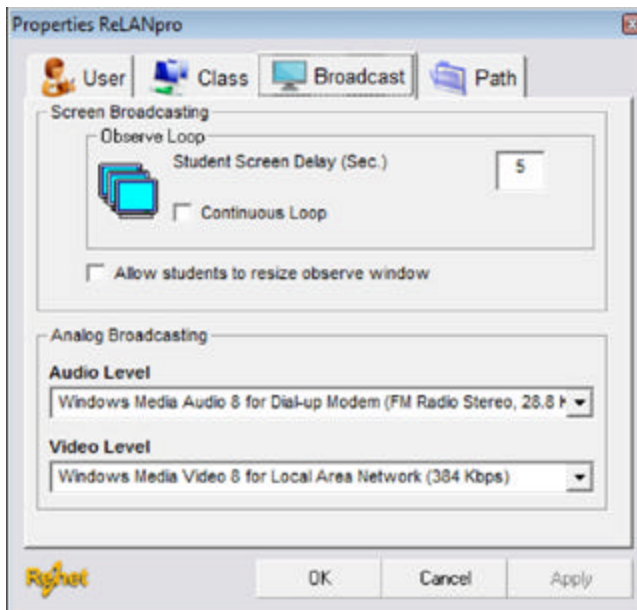 Properties ReLANpro
User
Class
Broadcast
Path
Screen Broadcasting
Observe Loop
Student Screen Delay (Sec.)
5
Continuous Loop
Allow students to resize observe window
Analog Broadcasting
Audio Level
Windows Media Audio 8 for Dial-up Modem (FM Radio Stereo, 28.8 K
Video Level
Windows Media Video 8 for Local Area Network (384 Kbps)
OK
Cancel
Apply